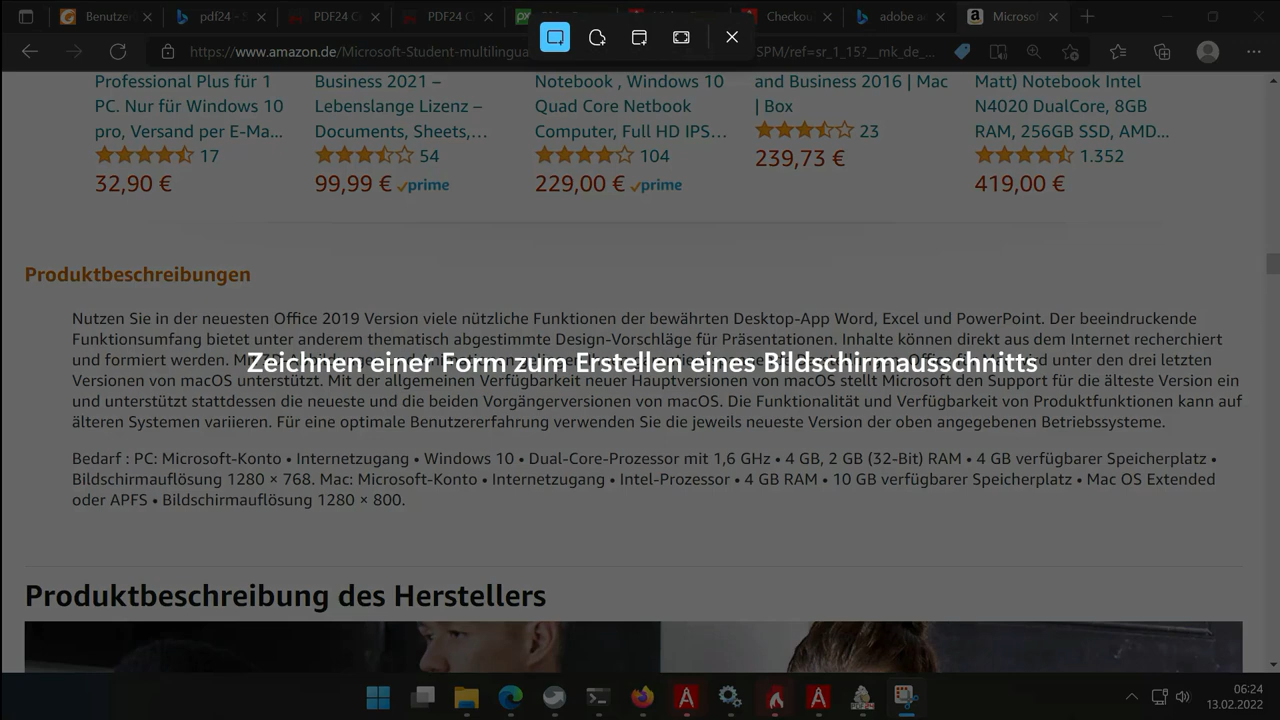 Benutzer
pdf24 - S
PDF24 C
PDF24 C
Checkou
adobe a
Microsof
https://www.amazon.de/Microsoft-Student-multilingua
SPM/ref=sr_1_15?__mk_de_...
Professional Plus für 1
PC. Nur für Windows 10
pro, Versand per E-Ma...
17
32,90 €
Business 2021 –
Lebenslange Lizenz –
Documents, Sheets,...
54
99,99 € prime
Notebook , Windows 10
Quad Core Netbook
Computer, Full HD IPS...
104
229,00 € prime
and Business 2016 | Mac
| Box
23
239,73 €
Matt) Notebook Intel
N4020 DualCore, 8GB
RAM, 256GB SSD, AMD...
1.352
419,00 €
Produktbeschreibungen
Nutzen Sie in der neuesten Office 2019 Version viele nützliche Funktionen der bewährten Desktop-App Word, Excel und PowerPoint. Der beeindruckende
Funktionsumfang bietet unter anderem thematisch abgestimmte Design-Vorschläge für Präsentationen. Inhalte können direkt aus dem Internet recherchiert
und formiert werden. wird unter den drei letzten
Zeichnen einer Form zum Erstellen eines Bildschirmausschnitts
Versionen von macOS unterstützt. Mit der allgemeinen Verfügbarkeit neuer Hauptversionen von macOS stellt Microsoft den Support für die älteste Version ein
und unterstützt stattdessen die neueste und die beiden Vorgängerversionen von macOS. Die Funktionalität und Verfügbarkeit von Produktfunktionen kann auf
älteren Systemen variieren. Für eine optimale Benutzererfahrung verwenden Sie die jeweils neueste Version der oben angegebenen Betriebssysteme.
Bedarf : PC: Microsoft-Konto • Internetzugang • Windows 10 • Dual-Core-Prozessor mit 1,6 GHz • 4 GB, 2 GB (32-Bit) RAM • 4 GB verfügbarer Speicherplatz •
Bildschirmauflösung 1280 × 768. Mac: Microsoft-Konto • Internetzugang • Intel-Prozessor • 4 GB RAM • 10 GB verfügbarer Speicherplatz • Mac OS Extended
oder APFS • Bildschirmauflösung 1280 × 800.
Produktbeschreibung des Herstellers
PDF24
06:24
13.02.2022